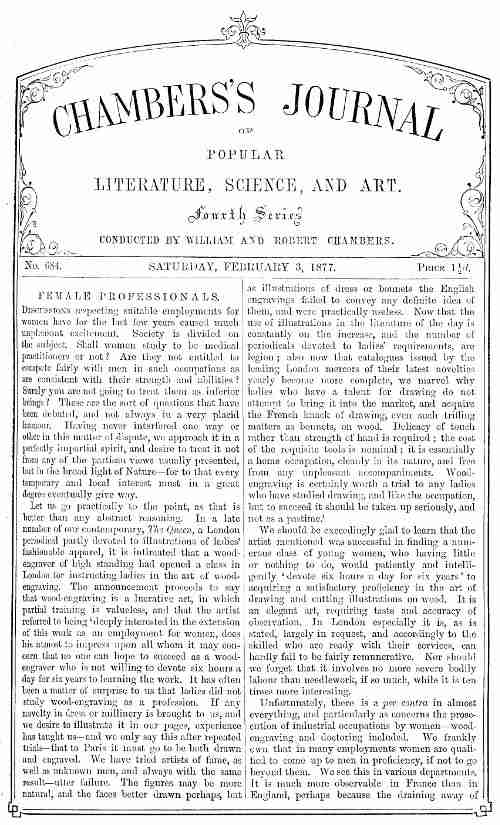 CHAMBERS'S JOURNAL
OF
POPULAR
LITERATURE, SCIENCE, AND ART.
Fourth Series
CONDUCTED BY WILLIAM AND ROBERT CHAMBERS.
No. 684.
SATURDAY, FEBRUARY 3, 1877.
PRICE 1½d.
FEMALE PROFESSIONALS.
DISCUSSIONS respecting suitable employments for
women have for the last few years caused much
unpleasant excitement. Society is divided on
the subject. Shall women study to be medical
practitioners or not? Are they not entitled to
compete fairly with men in such occupations as
are consistent with their strength and abilities?
Surely you are not going to treat them as inferior
beings? These are the sort of questions that have
been debated, and not always in a very placid
humour. Having never interfered one way or
other in this matter of dispute, we approach it in a
perfectly impartial spirit, and desire to treat it not
from any of the partisan views usually presented,
but in the broad light of Nature—for to that every
temporary and local interest must in a great
degree eventually give way.
Let us go practically to the point, as that is
better than any abstract reasoning. In a late
number of our contemporary, The Queen, a London
periodical partly devoted to illustrations of ladies'
fashionable apparel, it is intimated that a wood-
engraver of high standing had opened a class in
London for instructing ladies in the art of wood-
engraving. The announcement proceeds to say
that wood-engraving is a lucrative art, in which
partial training is valueless, and that the artist
referred to being 'deeply interested in the extension
of this work as an employment for women, does
his utmost to impress upon all whom it may con-
cern that no one can hope to succeed as a wood-
engraver who is not willing to devote six hours a
day for six years to learning the work. It has often
been a matter of surprise to us that ladies did not
study wood-engraving as a profession. If any
novelty in dress or millinery is brought to us, and
we desire to illustrate it in our pages, experience
has taught us—and we only say this after repeated
trials—that to Paris it must go to be both drawn
and engraved. We have tried artists of fame, as
well as unknown men, and always with the same
result—utter failure. The figures may be more
natural, and the faces better drawn perhaps, but
as illustrations of dress or bonnets the English
engravings failed to convey any definite idea of
them, and were practically useless. Now that the
use of illustrations in the literature of the day is
constantly on the increase, and the number of
periodicals devoted to ladies' requirements, are
legion; also now that catalogues issued by the
leading London mercers of their latest novelties
yearly become more complete, we marvel why
ladies who have a talent for drawing do not
attempt to bring it into the market, and acquire
the French knack of drawing, even such trifling
matters as bonnets, on wood. Delicacy of touch
rather than strength of hand is required; the cost
of the requisite tools is nominal; it is essentially
a home occupation, cleanly in its nature, and free
from any unpleasant accompaniments. Wood-
engraving is certainly worth a trial to any ladies
who have studied drawing, and like the occupation,
but to succeed it should be taken up seriously, and
not as a pastime.'
We should be exceedingly glad to learn that the
artist mentioned was successful in finding a num-
erous class of young women, who having little
or nothing to do, would patiently and intelli-
gently 'devote six hours a day for six years' to
acquiring a satisfactory proficiency in the art of
drawing and cutting illustrations on wood. It is
an elegant art, requiring taste and accuracy of
observation. In London especially it is, as is
stated, largely in request, and accordingly to the
skilled who are ready with their services, can
hardly fail to be fairly remunerative. Nor should
we forget that it involves no more severe bodily
labour than needlework, if so much, while it is ten
times more interesting.
Unfortunately, there is a per contra in almost
everything, and particularly as concerns the prose-
cution of industrial occupations by women—wood-
engraving and doctoring included. We frankly
own that in many employments women are quali-
fied to come up to men in proficiency, if not to go
beyond them. We see this in various departments.
It is much more observable in France than in
England, perhaps because the draining away of